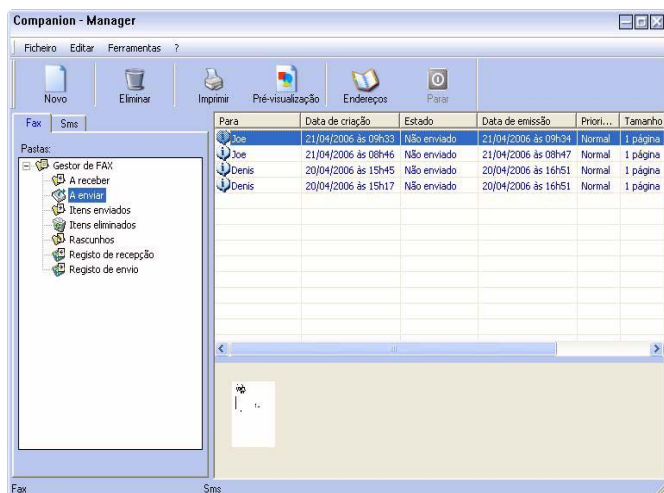 Companion - Manager
Ficheiro Editar Ferramentas ?
Novo Eliminar Imprimir Pré-visualização Endereços Parar
Fax Sms
Pastas:
Gestor de FAX
A receber
A enviar
Itens enviados
Itens eliminados
Rascunhos
Registo de recepção
Registo de envio
Para Data de criação Estado Data de emissão Priori... Tamanho
Joe 21/04/2006 às 09h33 Não enviado 21/04/2006 às 09h34 Normal 1 página
Joe 21/04/2006 às 08h46 Não enviado 21/04/2006 às 08h47 Normal 1 página
Denis 20/04/2006 às 15h45 Não enviado 20/04/2006 às 16h51 Normal 1 página
Denis 20/04/2006 às 15h17 Não enviado 20/04/2006 às 16h51 Normal 1 página
Fax Sms